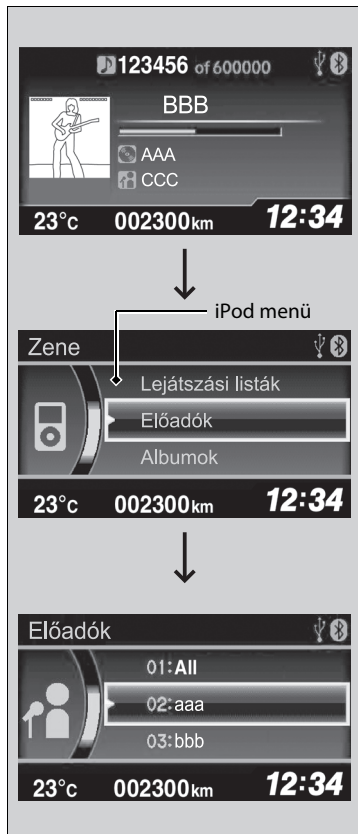 123456 of 600000
BBB
AAA
CCC
23°c 002300km 12:34
iPod menü
Zene
Lejátszási listák
Előadók
Albumok
23°c 002300km 12:34
Előadók
01:All
02:aaa
03:bbb
23°c 002300km 12:34